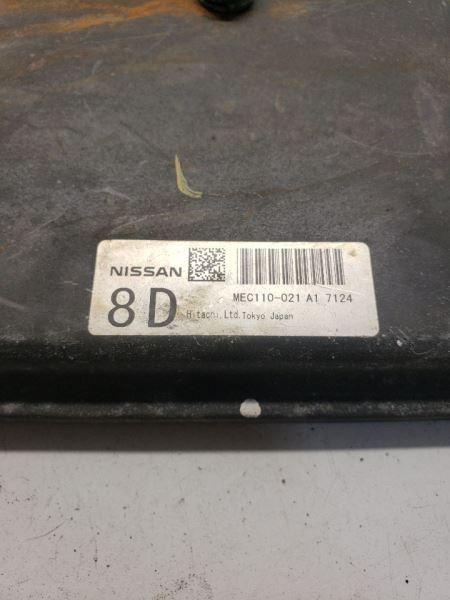 NISSAN
8D
MEC110-021 A1 7124
Hitachi,Ltd.Tokyo Japan